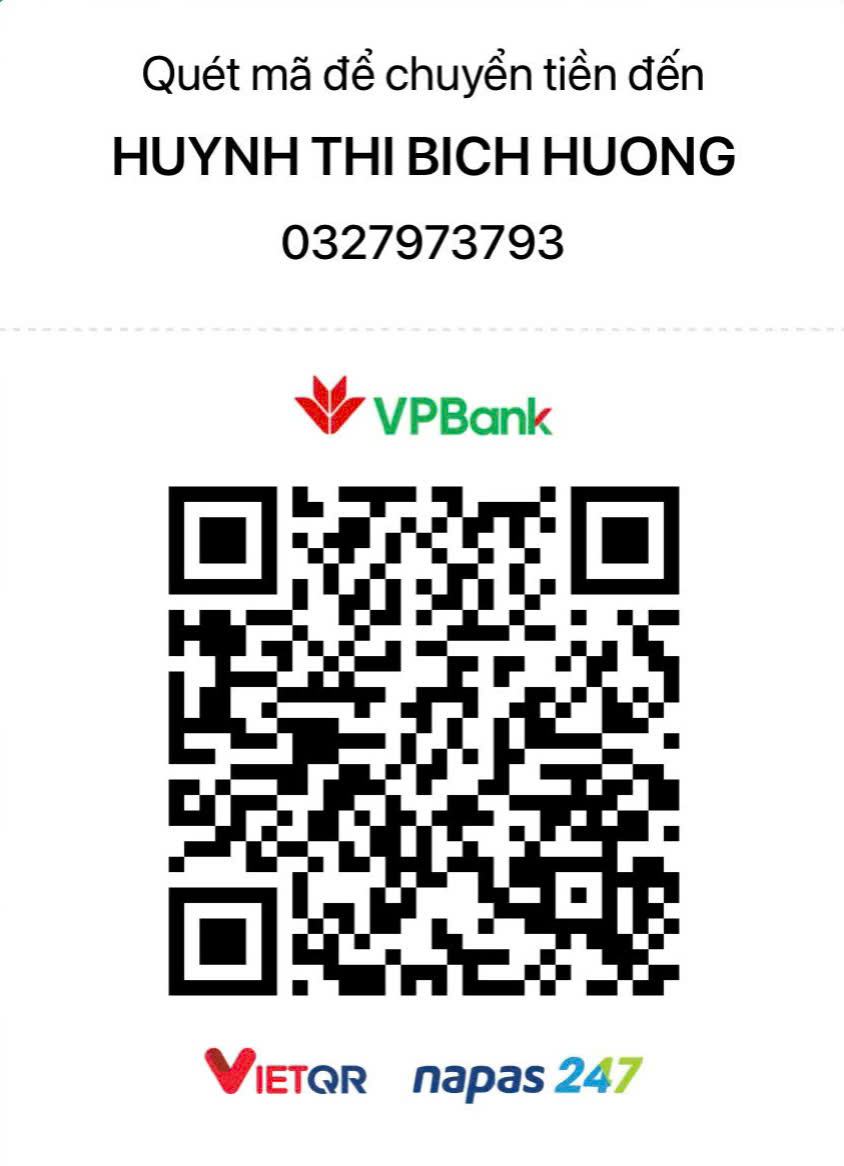 Quét mã để chuyển tiền đến
HUYNH THI BICH HUONG
0327973793
VPBank
VIETQR napas 247